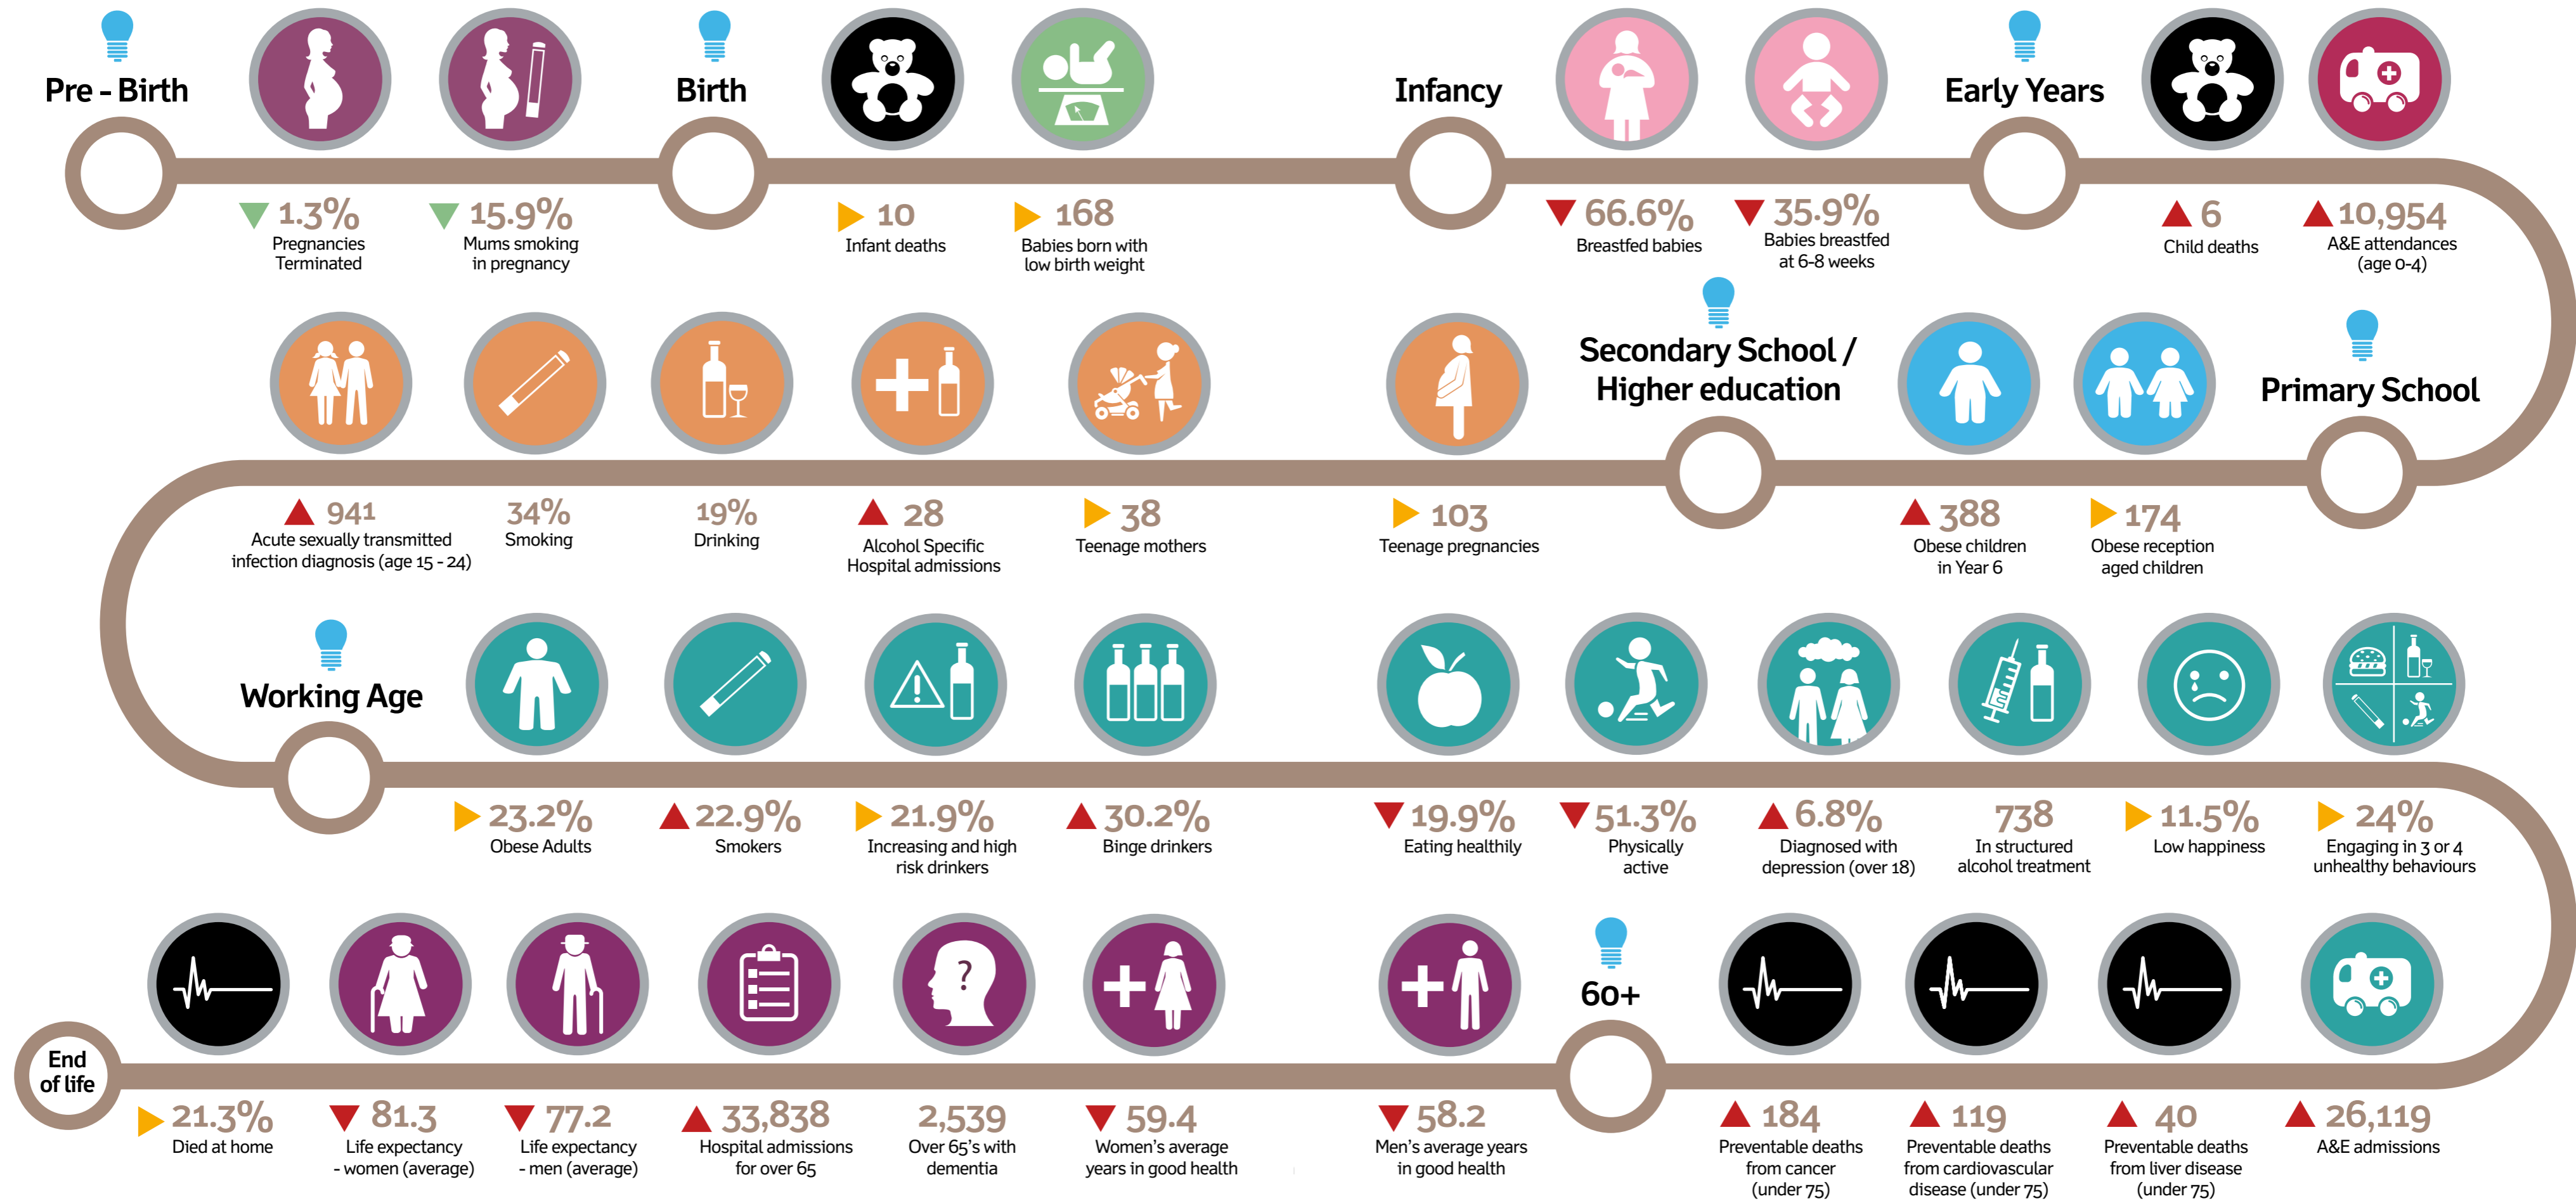 Pre - Birth
1.3%
Pregnancies
Terminated
15.9%
Mums smoking
in pregnancy
Birth
10
Infant deaths
168
Babies born with
low birth weight
Infancy
66.6%
Breastfed babies
35.9%
Babies breastfed
at 6-8 weeks
Early Years
6
Child deaths
10,954
A&E attendances
(age 0-4)
Primary School
174
Obese reception
aged children
388
Obese children
in Year 6
Secondary School /
Higher education
103
Teenage pregnancies
38
Teenage mothers
28
Alcohol Specific
Hospital admissions
19%
Drinking
34%
Smoking
941
Acute sexually transmitted
infection diagnosis (age 15 - 24)
Working Age
23.2%
Obese Adults
22.9%
Smokers
21.9%
Increasing and high
risk drinkers
30.2%
Binge drinkers
19.9%
Eating healthily
51.3%
Physically
active
6.8%
Diagnosed with
depression (over 18)
738
In structured
alcohol treatment
11.5%
Low happiness
24%
Engaging in 3 or 4
unhealthy behaviours
26,119
A&E admissions
40
Preventable deaths
from liver disease
(under 75)
119
Preventable deaths
from cardiovascular
disease (under 75)
184
Preventable deaths
from cancer
(under 75)
60+
58.2
Men's average years
in good health
59.4
Women's average
years in good health
?
2,539
Over 65's with
dementia
33,838
Hospital admissions
for over 65
77.2
Life expectancy
- men (average)
81.3
Life expectancy
- women (average)
21.3%
Died at home
End
of life